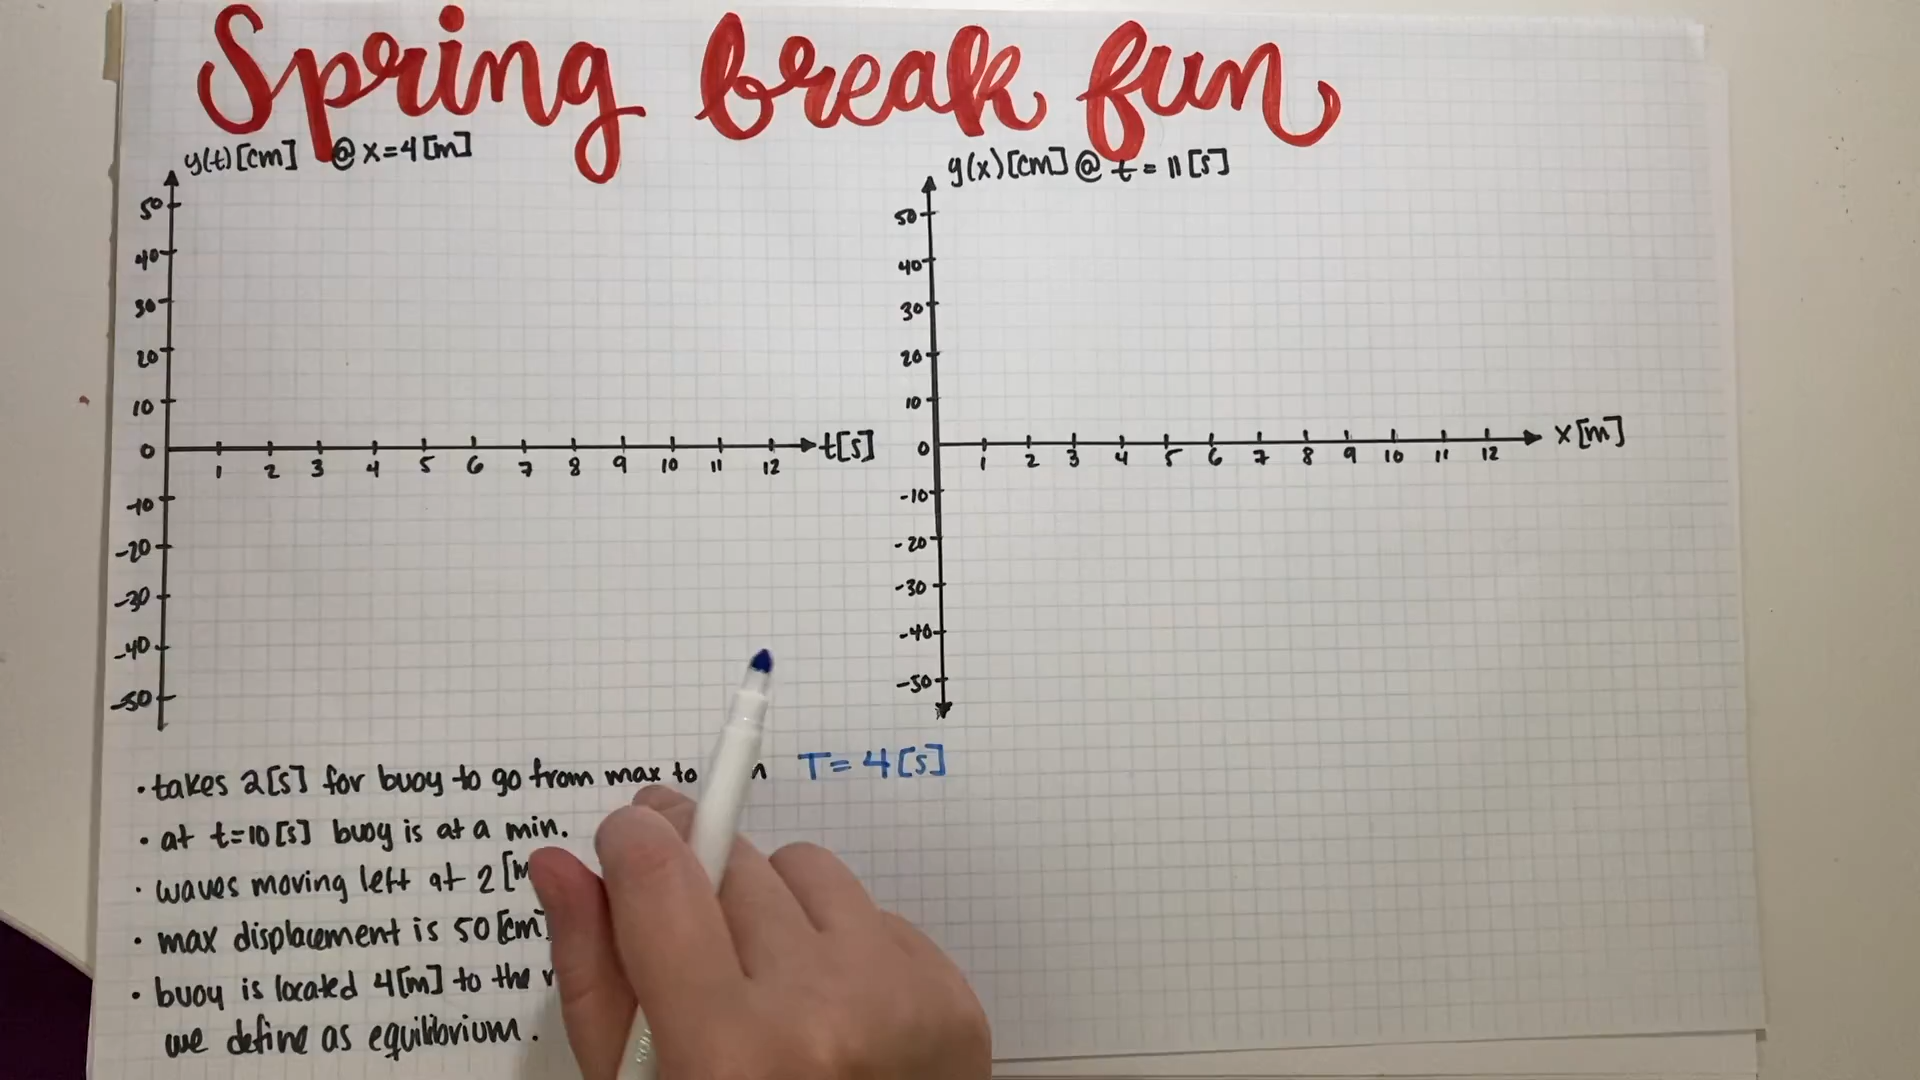 Spring break fun
y(t)[cm] @ x=4[m]
y(x)[cm] @ t=11[s]
50
40
30
20
10
0
-10
-20
-30
-40
-50
1 2 3 4 5 6 7 8 9 10 11 12
t[s]
50
40
30
20
10
0
-10
-20
-30
-40
-50
1 2 3 4 5 6 7 8 9 10 11 12
x[m]
• takes 2[s] for buoy to go from max to T=4[s]
• at t=10[s] buoy is at a min.
• waves moving left at 2
• max displacement is 50[cm]
• buoy is located 4[m] to the
we define as equilibrium.